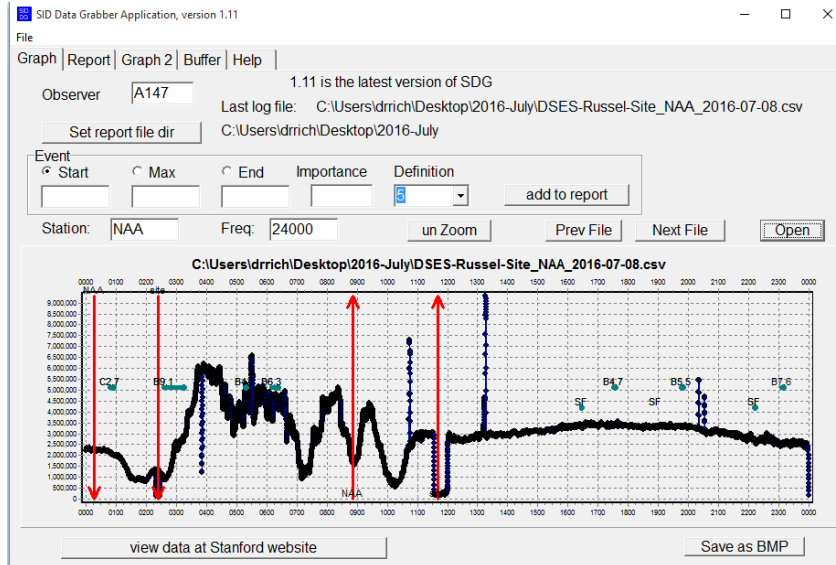 SID Data Grabber Application, version 1.11
File
Graph Report Graph 2 Buffer Help
Observer A147 1.11 is the latest version of SDG
Last log file: C:\Users\drrich\Desktop\2016-July\DSES-Russel-Site_NAA_2016-07-08.csv
Set report file dir C:\Users\drrich\Desktop\2016-July
Event
Start Max End Importance Definition
5 add to report
Station: NAA Freq: 24000 un Zoom Prev File Next File Open
C:\Users\drrich\Desktop\2016-July\DSES-Russel-Site_NAA_2016-07-08.csv
0000 0100 0200 0300 0400 0500 0600 0700 0800 0900 1000 1100 1200 1300 1400 1500 1600 1700 1800 1900 2000 2100 2200 2300 0000
NAA site
9,000,000
8,500,000
8,000,000
7,500,000
7,000,000
6,500,000
6,000,000
5,500,000
C2.7 B9.1 B6.3 B4.7 B5.5 B7.6
5,000,000
4,500,000
SF SF SF
4,000,000
3,500,000
3,000,000
2,500,000
2,000,000
1,500,000
1,000,000
500,000
NAA
0
0000 0100 0200 0300 0400 0500 0600 0700 0800 0900 1000 1100 1200 1300 1400 1500 1600 1700 1800 1900 2000 2100 2200 2300 0000
view data at Stanford website Save as BMP